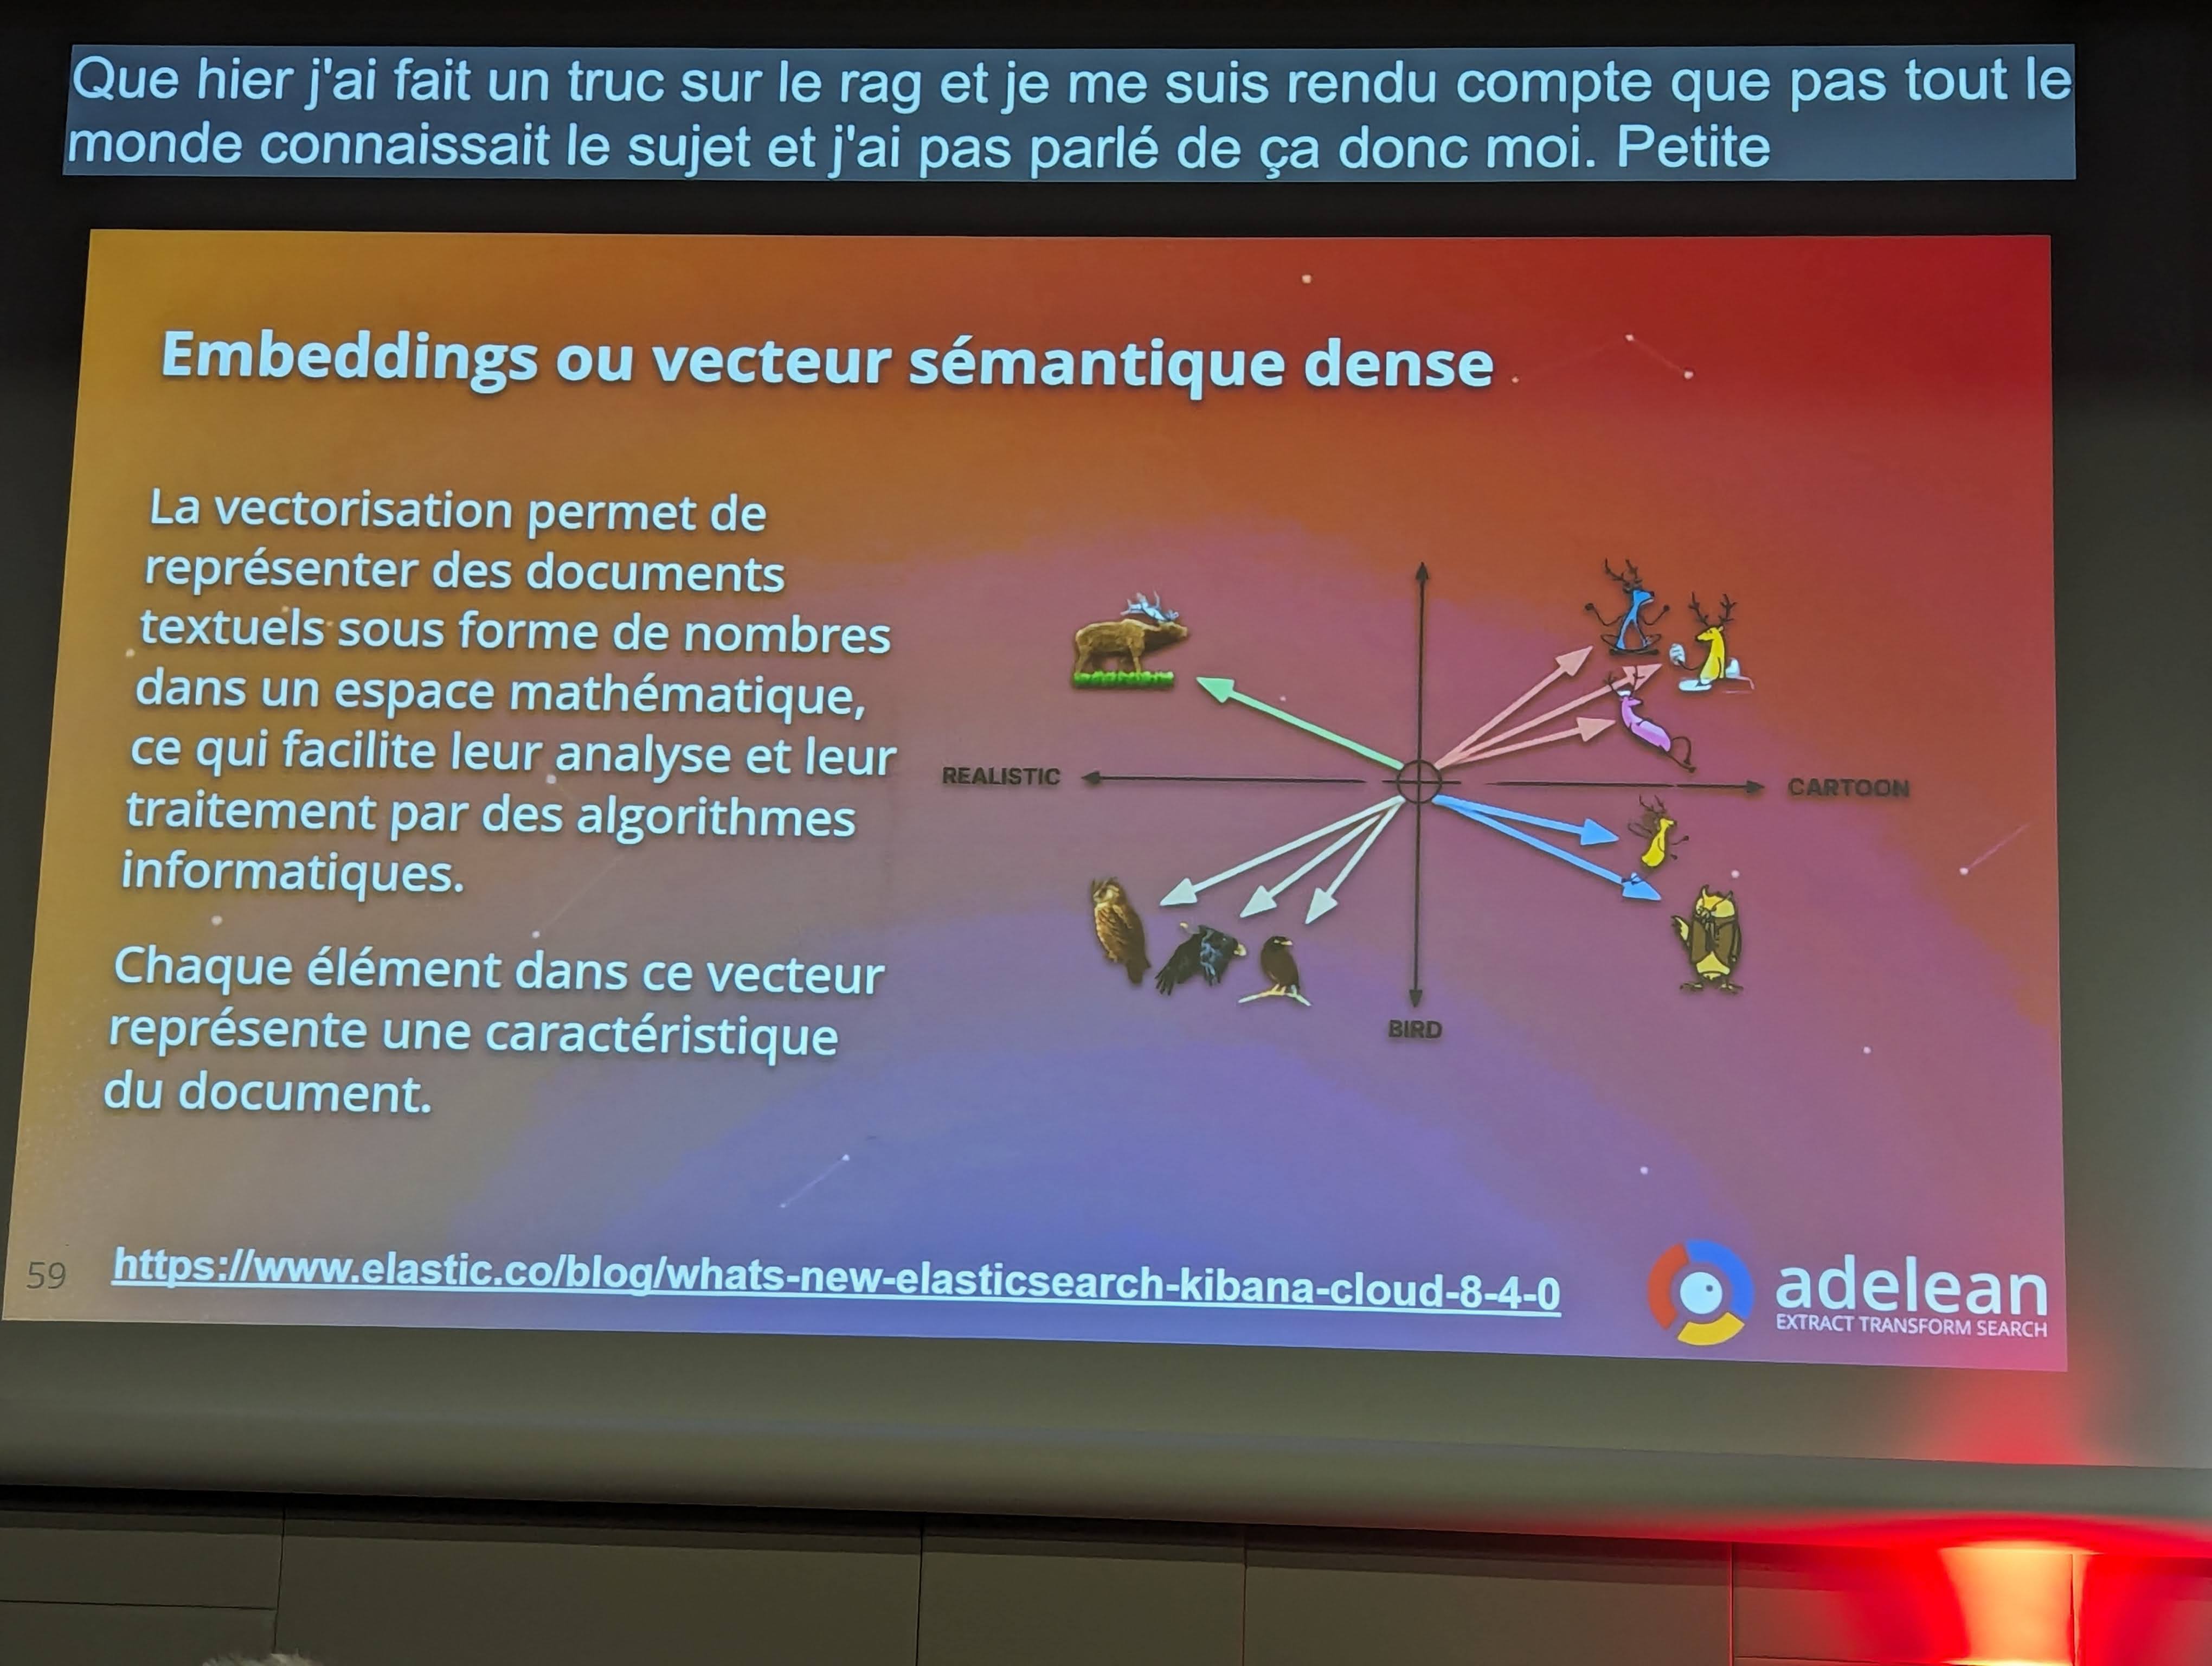 Que hier j'ai fait un truc sur le rag et je me suis rendu compte que pas tout le
monde connaissait le sujet et j'ai pas parlé de ça donc moi. Petite
Embeddings ou vecteur sémantique dense
La vectorisation permet de
représenter des documents
textuels sous forme de nombres
dans un espace mathématique,
ce qui facilite leur analyse et leur
traitement par des algorithmes
informatiques.
Chaque élément dans ce vecteur
représente une caractéristique
du document.
REALISTIC
CARTOON
BIRD
59
https://www.elastic.co/blog/whats-new-elasticsearch-kibana-cloud-8-4-0
adelean
EXTRACT TRANSFORM SEARCH